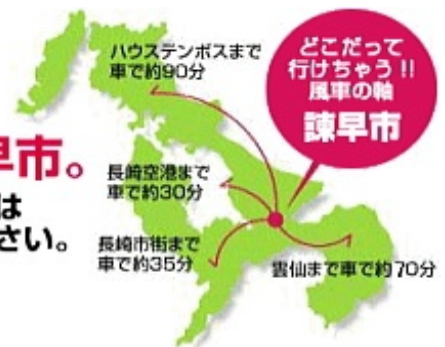 ハウステンボスまで
車で約90分
どこだって
行けちゃう!!
風車の軸
諫早市
早市。
は
さい。
長崎空港まで
車で約30分
長崎市街まで
車で約35分
雲仙まで車で約70分